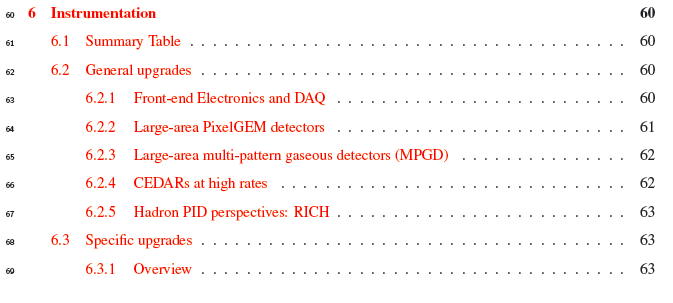 60 6 Instrumentation 60
61 6.1 Summary Table . . . . . . . . . . . . . . . . . . . . . . . . . . . . . . . . . . . . . . . 60
62 6.2 General upgrades . . . . . . . . . . . . . . . . . . . . . . . . . . . . . . . . . . . . . . 60
63 6.2.1 Front-end Electronics and DAQ . . . . . . . . . . . . . . . . . . . . . . . . . . 60
64 6.2.2 Large-area PixelGEM detectors . . . . . . . . . . . . . . . . . . . . . . . . . . 61
65 6.2.3 Large-area multi-pattern gaseous detectors (MPGD) . . . . . . . . . . . . . . . 62
66 6.2.4 CEDARs at high rates . . . . . . . . . . . . . . . . . . . . . . . . . . . . . . . 62
67 6.2.5 Hadron PID perspectives: RICH . . . . . . . . . . . . . . . . . . . . . . . . . . 63
68 6.3 Specific upgrades . . . . . . . . . . . . . . . . . . . . . . . . . . . . . . . . . . . . . . 63
69 6.3.1 Overview . . . . . . . . . . . . . . . . . . . . . . . . . . . . . . . . . . . . . . 63